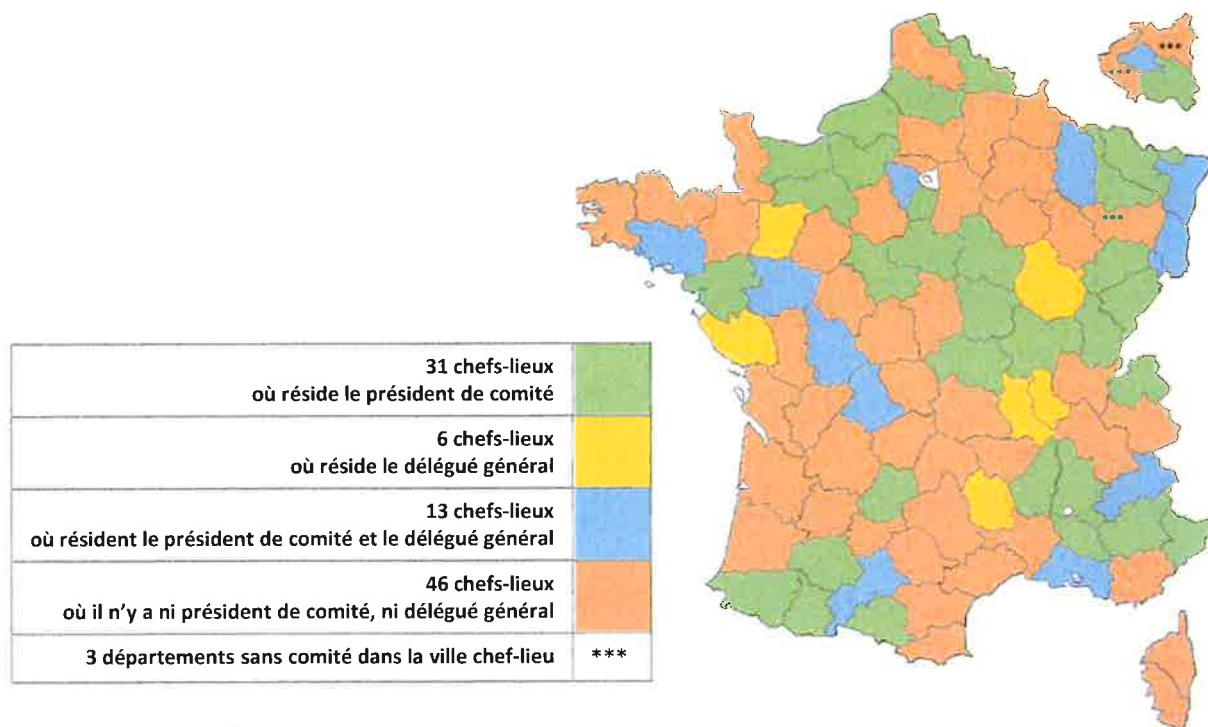 31 chefs-lieux
où réside le président de comité
6 chefs-lieux
où réside le délégué général
13 chefs-lieux
où résident le président de comité et le délégué général
46 chefs-lieux
où il n'y a ni président de comité, ni délégué général
3 départements sans comité dans la ville chef-lieu
***
***
***
***